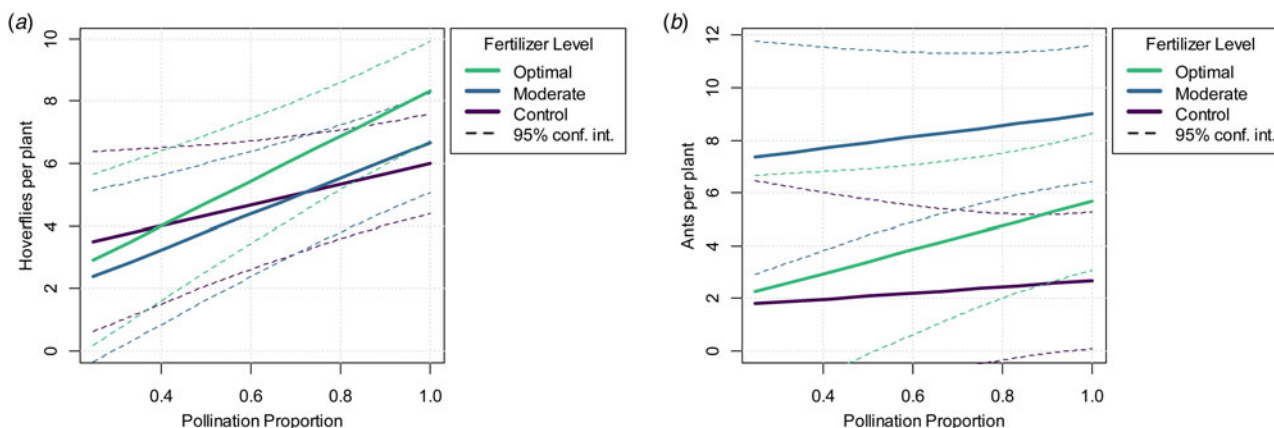 (a)
10
8
6
4
2
0
Hoverflies per plant
0.4
0.6
0.8
1.0
Pollination Proportion
Fertilizer Level
Optimal
Moderate
Control
95% conf. int.
(b)
12
10
8
6
4
2
0
Ants per plant
0.4
0.6
0.8
1.0
Pollination Proportion
Fertilizer Level
Optimal
Moderate
Control
95% conf. int.